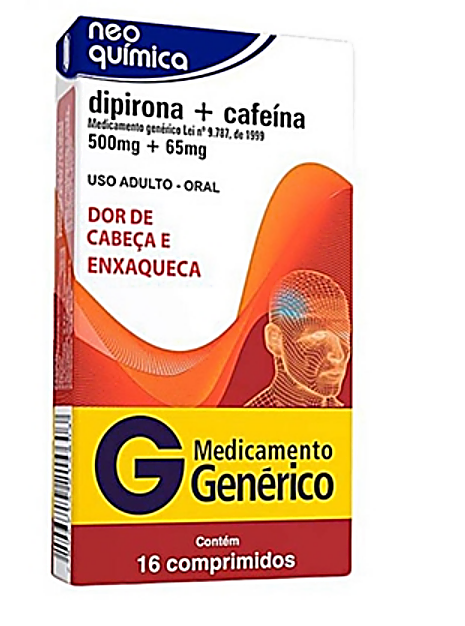 neo
química
dipirona + cafeína
Medicamento genérico Lei nº 9.787, de 1999
500mg + 65mg
USO ADULTO - ORAL
DOR DE
CABEÇA E
ENXAQUECA
G Medicamento
Genérico
Contém
16 comprimidos